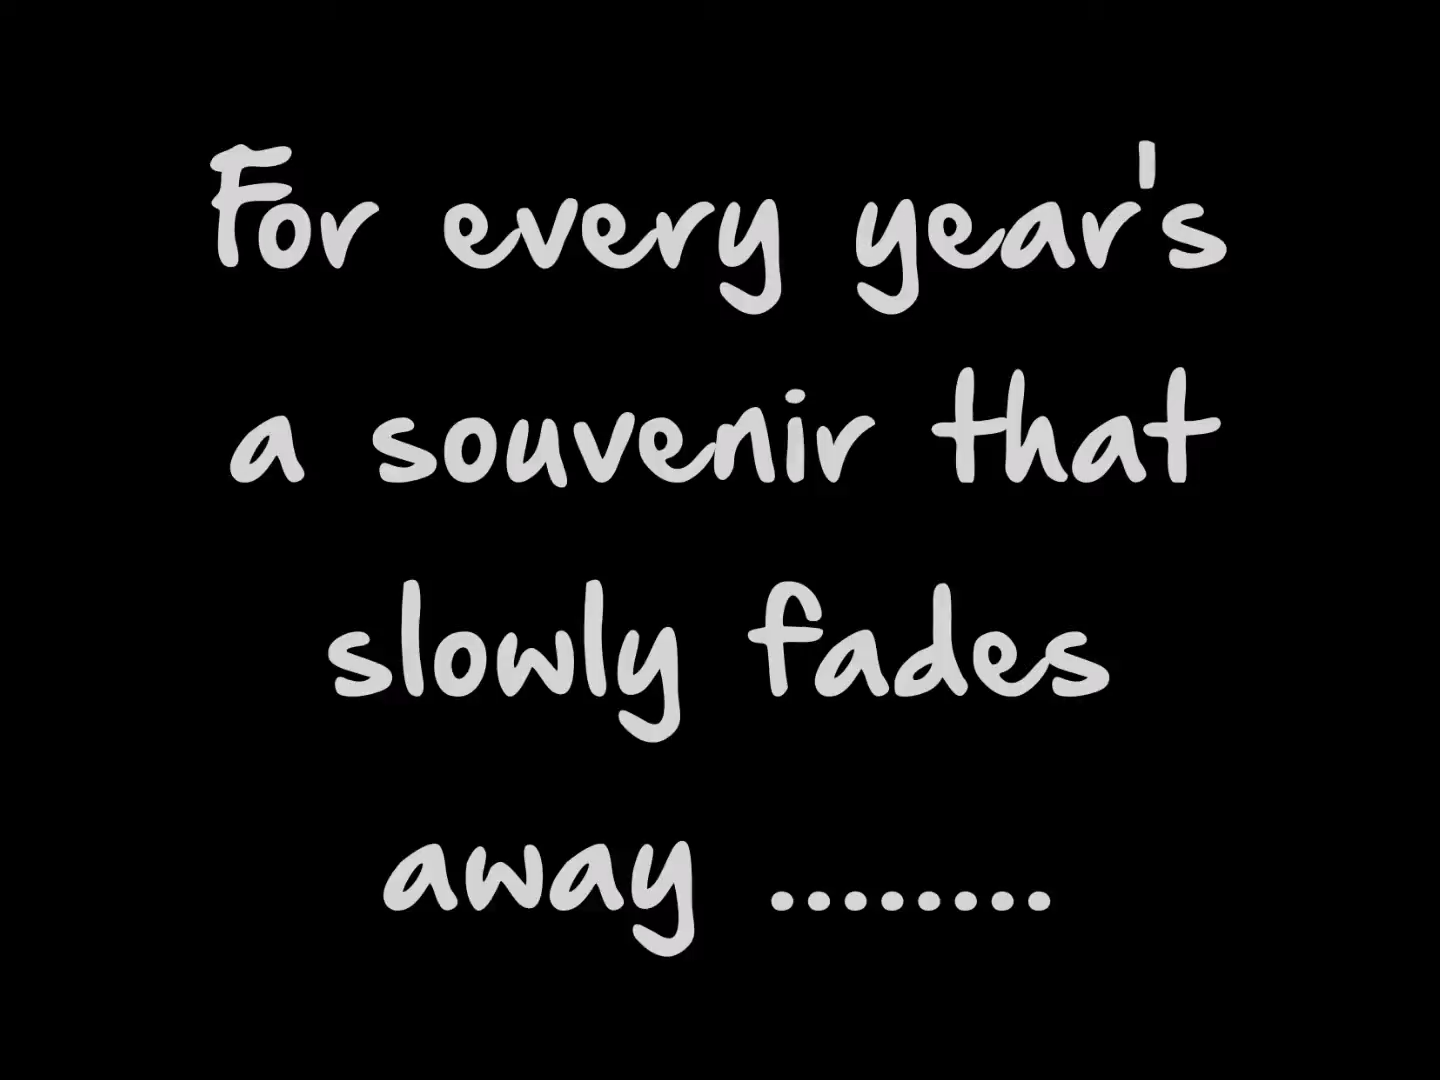 For every year's
a souvenir that
slowly fades
away ........